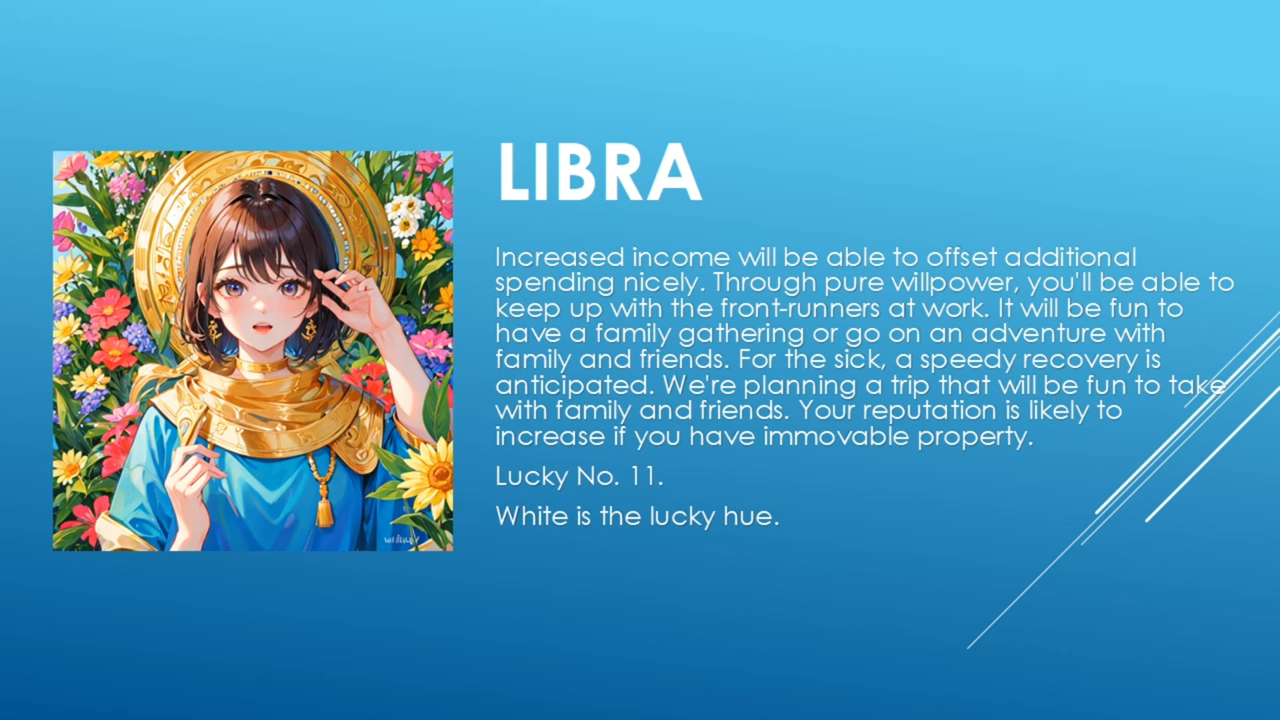 LIBRA
Increased income will be able to offset additional
spending nicely. Through pure willpower, you'll be able to
keep up with the front-runners at work. It will be fun to
have a family gathering or go on an adventure with
family and friends. For the sick, a speedy recovery is
anticipated. We're planning a trip that will be fun to take
with family and friends. Your reputation is likely to
increase if you have immovable property.
Lucky No. 11.
White is the lucky hue.